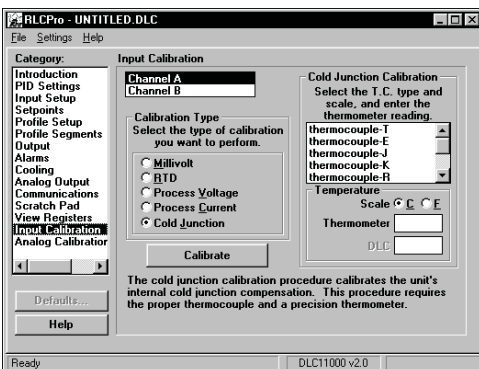 RLCPro - UNTITLED.DLC
File Settings Help
Category:
Introduction
PID Settings
Input Setup
Setpoints
Profile Setup
Profile Segments
Output
Alarms
Cooling
Analog Output
Communications
Scratch Pad
View Registers
Input Calibration
Analog Calibration
Defaults...
Help
Input Calibration
Channel A
Channel B
Calibration Type
Select the type of calibration
you want to perform.
Millivolt
RTD
Process Voltage
Process Current
Cold Junction
Calibrate
Cold Junction Calibration
Select the T.C. type and
scale, and enter the
thermometer reading.
thermocouple-T
thermocouple-E
thermocouple-J
thermocouple-K
thermocouple-R
Temperature
Scale C F
Thermometer
DLC
The cold junction calibration procedure calibrates the unit's
internal cold junction compensation. This procedure requires
the proper thermocouple and a precision thermometer.
Ready
DLC11000 v2.0